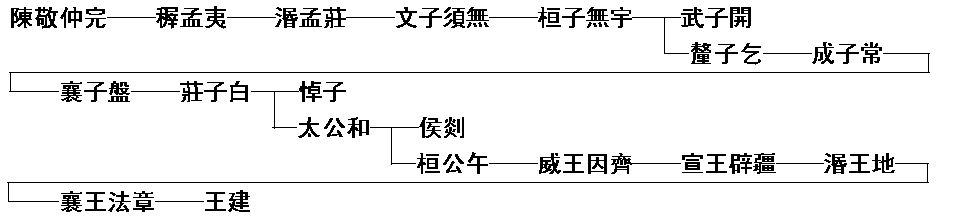 陳敬仲完 穉孟夷 湣孟莊 文子須無 桓子無宇 武子開
釐子乞 成子常
襄子盤 莊子白 悼子
太公和 侯剡
桓公午 威王因齊 宣王辟疆 湣王地
襄王法章 王建